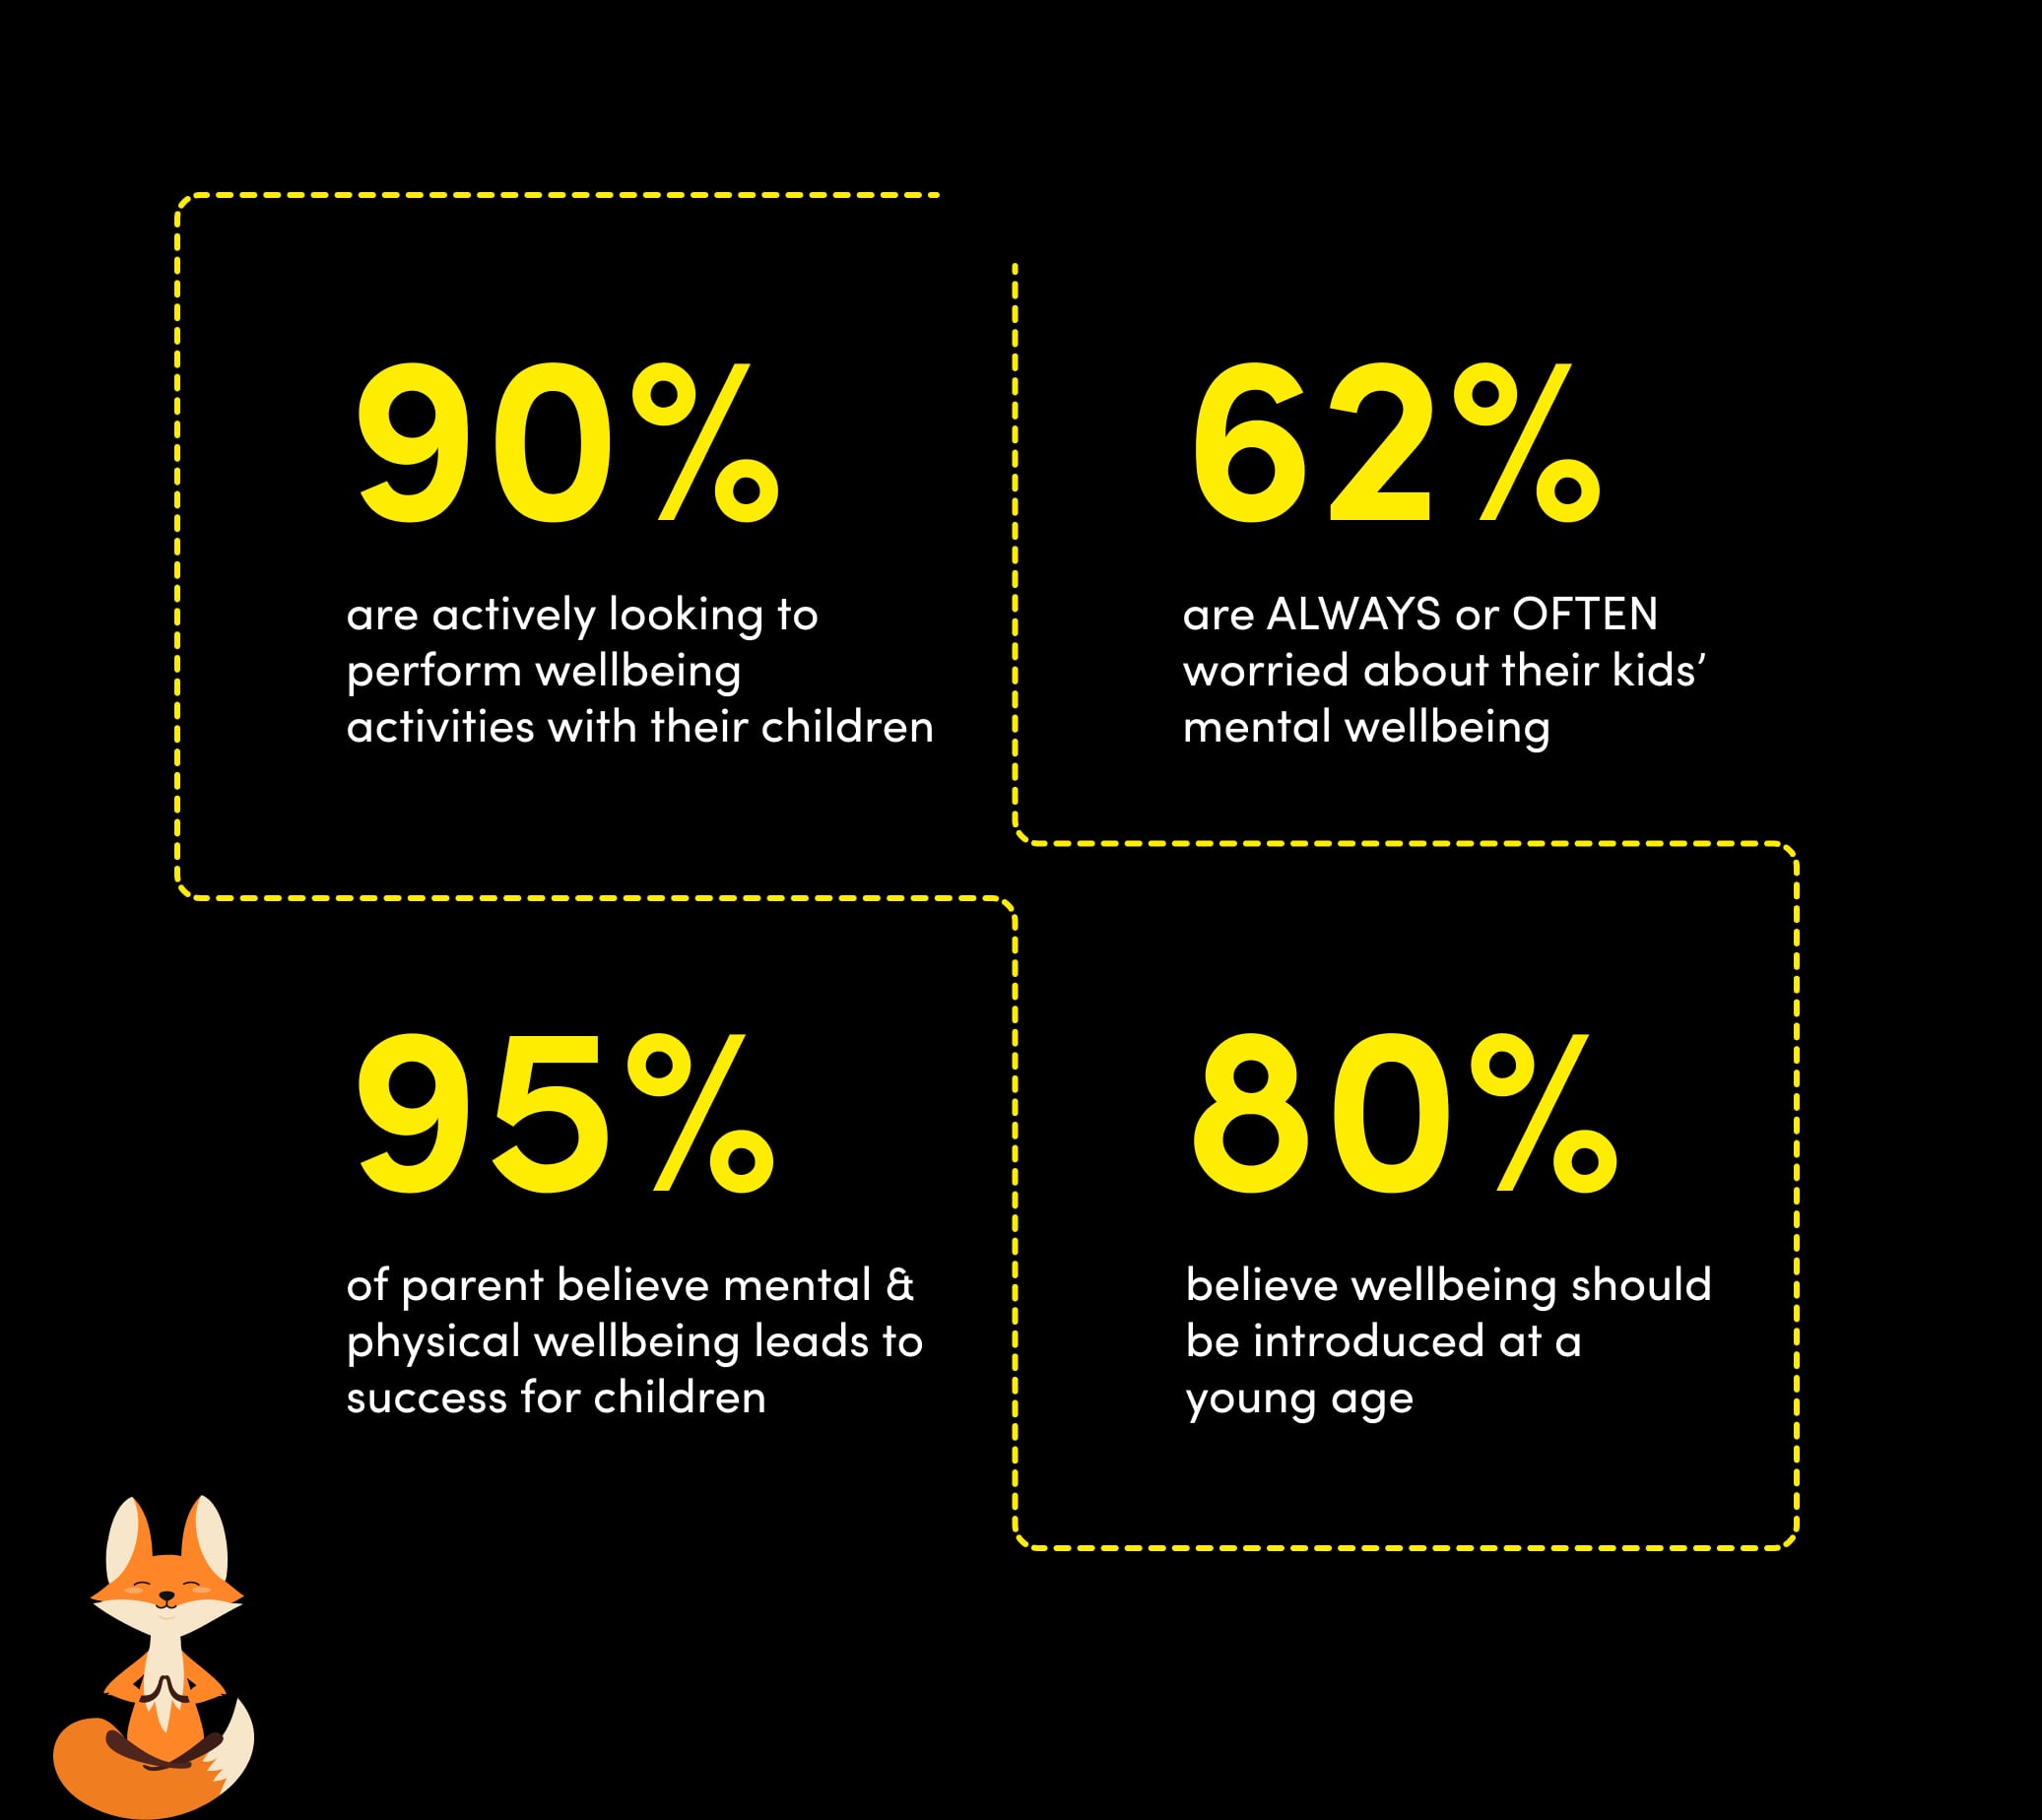 90%
are actively looking to
perform wellbeing
activities with their children
62%
are ALWAYS or OFTEN
worried about their kids’
mental wellbeing
95%
of parent believe mental &
physical wellbeing leads to
success for children
80%
believe wellbeing should
be introduced at a
young age